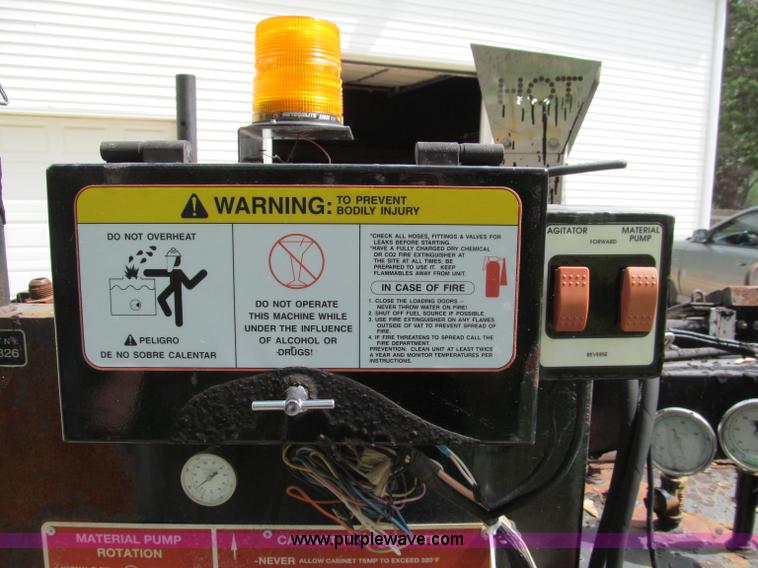 HOT
WARNING: TO PREVENT
BODILY INJURY
DO NOT OVERHEAT
PELIGRO
DE NO SOBRE CALENTAR
DO NOT OPERATE
THIS MACHINE WHILE
UNDER THE INFLUENCE
OF ALCOHOL OR
DRUGS!
*CHECK ALL HOSES, FITTINGS & VALVES FOR
LEAKS BEFORE STARTING.
*HAVE A FULLY CHARGED DRY CHEMICAL
OR CO2 FIRE EXTINGUISHER AT
THE SITE AT ALL TIMES; BE
PREPARED TO USE IT. KEEP
FLAMMABLES AWAY FROM UNIT.
IN CASE OF FIRE
1. CLOSE THE LOADING DOORS –
NEVER THROW WATER ON FIRE!
2. SHUT OFF FUEL SOURCE IF POSSIBLE.
3. USE FIRE EXTINGUISHER ON ANY FLAMES
OUTSIDE OF VAT TO PREVENT SPREAD OF
FIRE.
4. IF FIRE THREATENS TO SPREAD CALL THE
FIRE DEPARTMENT.
PREVENTION: CLEAN UNIT AT LEAST TWICE
A YEAR AND MONITOR TEMPERATURES PER
INSTRUCTIONS.
AGITATOR
MATERIAL
PUMP
FORWARD
REVERSE
826
MATERIAL PUMP
ROTATION
-NEVER ALLOW CABINET TEMP TO EXCEED
www.purplewave.com